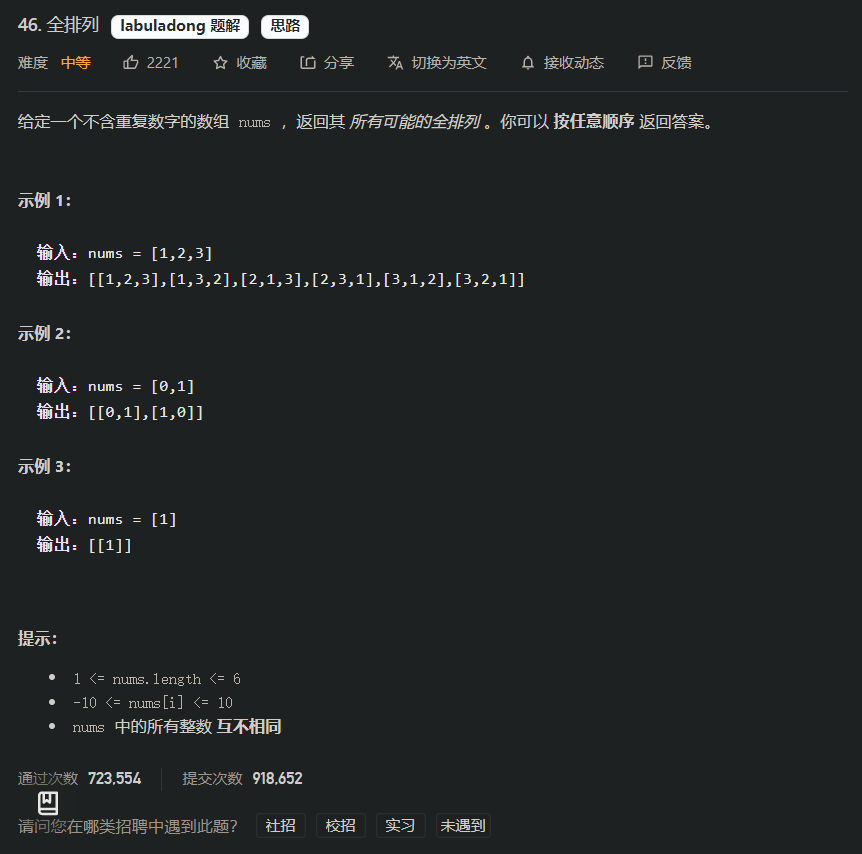 46. 全排列 labuladong 题解 思路
难度 中等 2221 收藏 分享 切换为英文 接收动态 反馈
给定一个不含重复数字的数组 nums ，返回其 所有可能的全排列 。你可以 按任意顺序 返回答案。
示例 1：
输入：nums = [1,2,3]
输出：[[1,2,3],[1,3,2],[2,1,3],[2,3,1],[3,1,2],[3,2,1]]
示例 2：
输入：nums = [0,1]
输出：[[0,1],[1,0]]
示例 3：
输入：nums = [1]
输出：[[1]]
提示：
1 <= nums.length <= 6
-10 <= nums[i] <= 10
nums 中的所有整数 互不相同
通过次数 723,554 提交次数 918,652
请问您在哪类招聘中遇到此题？ 社招 校招 实习 未遇到